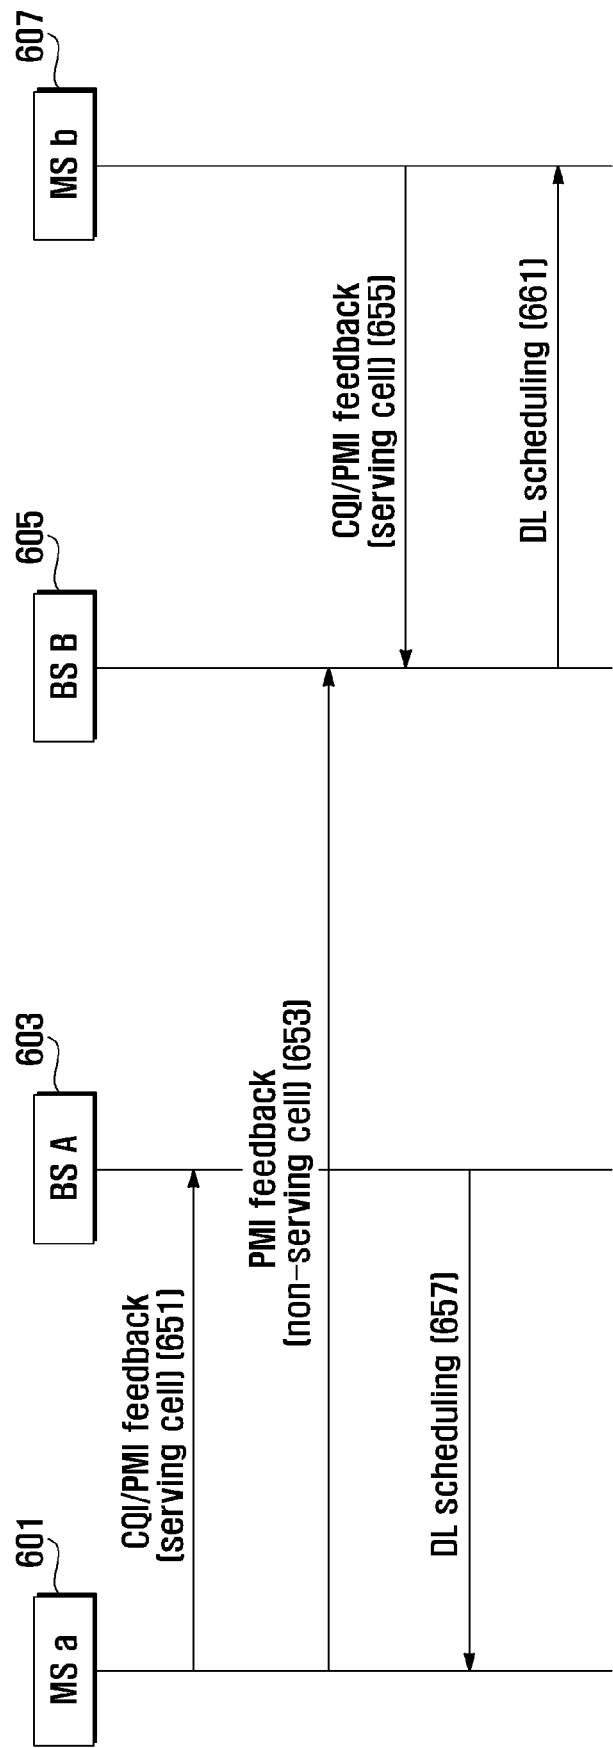 601
MS a
603
BS A
605
BS B
607
MS b
CQI/PMI feedback
(serving cell) (651)
PMI feedback
(non-serving cell) (653)
CQI/PMI feedback
(serving cell) (655)
DL scheduling (657)
DL scheduling (661)